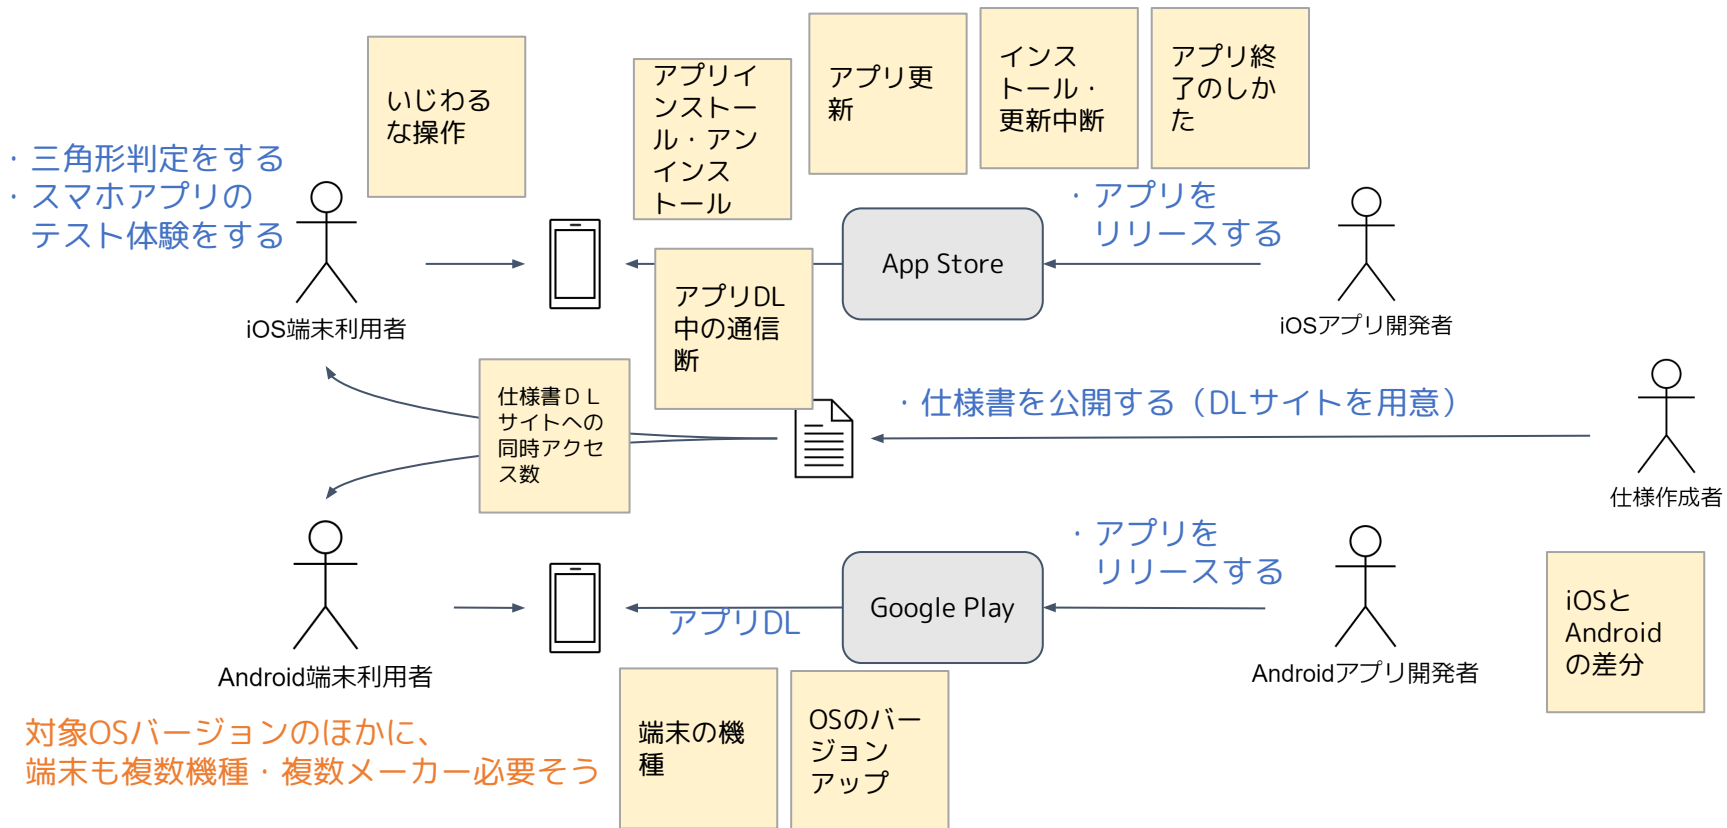 いじわる
な操作
アプリイ
ンストー
ル・アン
インス
トール
アプリ更
新
インス
トール・
更新中断
アプリ終
了のしか
た
・三角形判定をする
・スマホアプリの
テスト体験をする
・アプリを
リリースする
App Store
iOS端末利用者
iOSアプリ開発者
アプリDL
中の通信
断
仕様書ＤＬ
サイトへの
同時アクセ
ス数
・仕様書を公開する（DLサイトを用意）
仕様作成者
・アプリを
リリースする
アプリDL
Google Play
Android端末利用者
Androidアプリ開発者
iOSと
Android
の差分
対象OSバージョンのほかに、
端末も複数機種・複数メーカー必要そう
端末の機
種
OSのバー
ジョン
アップ